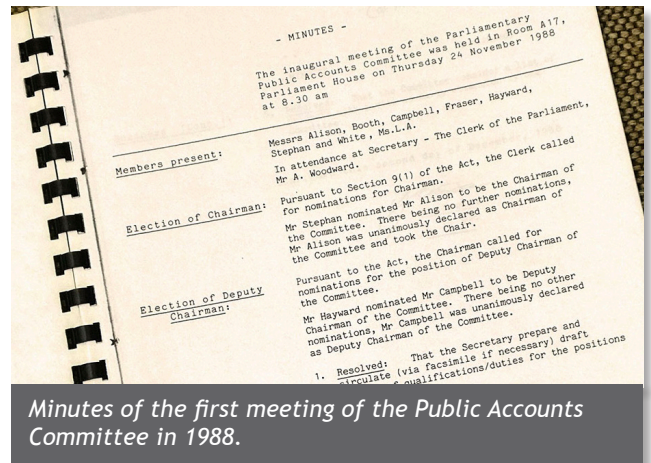 - MINUTES -
The inaugural meeting of the Parliamentary
Public Accounts Committee was held in Room A17,
Parliament House on Thursday 24 November 1988
at 8.30 am
Members present:
Messrs Alison, Booth, Campbell, Fraser, Hayward,
Stephan and White, Ms.L.A.
In attendance at Secretary - The Clerk of the Parliament,
Mr A. Woodward.
Election of Chairman:
Pursuant to Section 9(1) of the Act, the Clerk called
for nominations for Chairman.
Mr Stephan nominated Mr Alison to be the Chairman of
the Committee. There being no further nominations,
Mr Alison was unanimously declared as Chairman of
the Committee and took the Chair.
Election of Deputy
Chairman:
Pursuant to the Act, the Chairman called for
nominations for the position of Deputy Chairman of
the Committee.
Mr Hayward nominated Mr Campbell to be Deputy
Chairman of the Committee. There being no other
nominations, Mr Campbell was unanimously declared
as Deputy Chairman of the Committee.
1. Resolved: That the Secretary prepare and
circulate (via facsimile if necessary) draft
of qualifications/duties for the positions
Minutes of the first meeting of the Public Accounts
Committee in 1988.